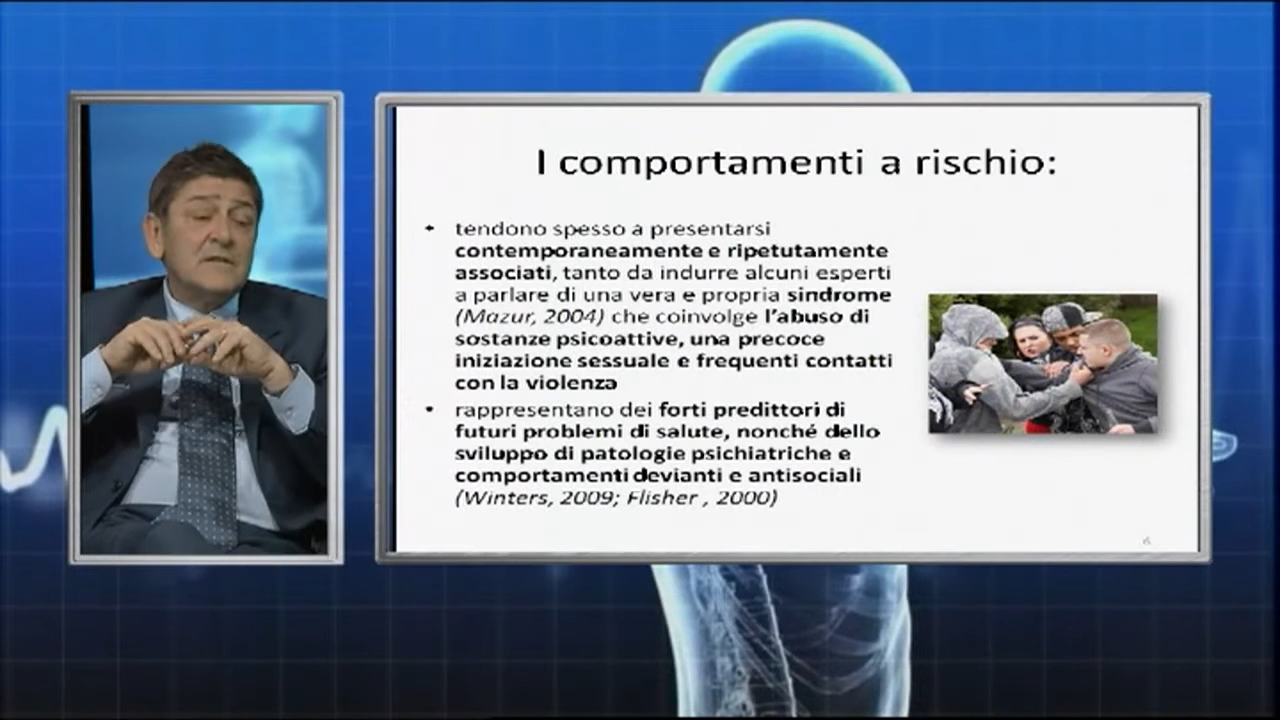 I comportamenti a rischio:
• tendono spesso a presentarsi
contemporaneamente e ripetutamente
associati, tanto da indurre alcuni esperti
a parlare di una vera e propria sindrome
(Mazur, 2004) che coinvolge l'abuso di
sostanze psicoattive, una precoce
iniziazione sessuale e frequenti contatti
con la violenza
• rappresentano dei forti predittori di
futuri problemi di salute, nonché dello
sviluppo di patologie psichiatriche e
comportamenti devianti e antisociali
(Winters, 2009; Flisher , 2000)
6